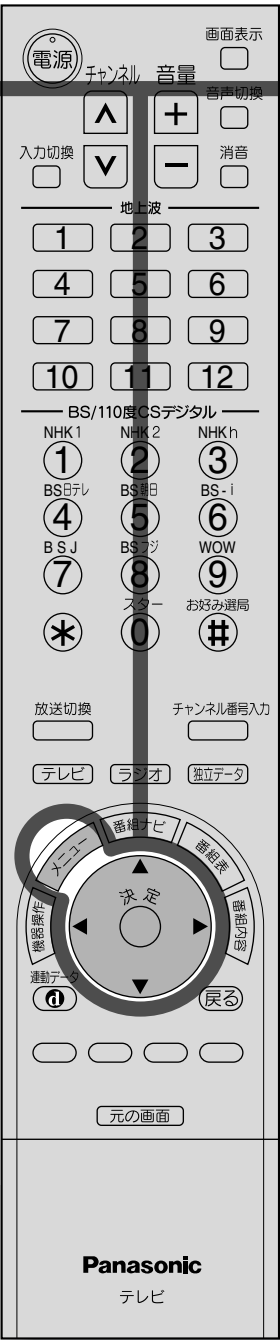 電源
画面表示
チャンネル 音量
音声切換
入力切換
消音
地上波
1 2 3
4 5 6
7 8 9
10 11 12
BS/110度CSデジタル
NHK1 NHK2 NHKh
1 2 3
BS日テレ BS朝日 BS-i
4 5 6
BSJ BSフジ WOW
7 8 9
スター お好み選局
* 0 #
放送切換 チャンネル番号入力
テレビ ラジオ 独立データ
メニュー 番組ナビ 番組表
機器操作 決定 番組内容
連動データ
d 戻る
元の画面
Panasonic
テレビ